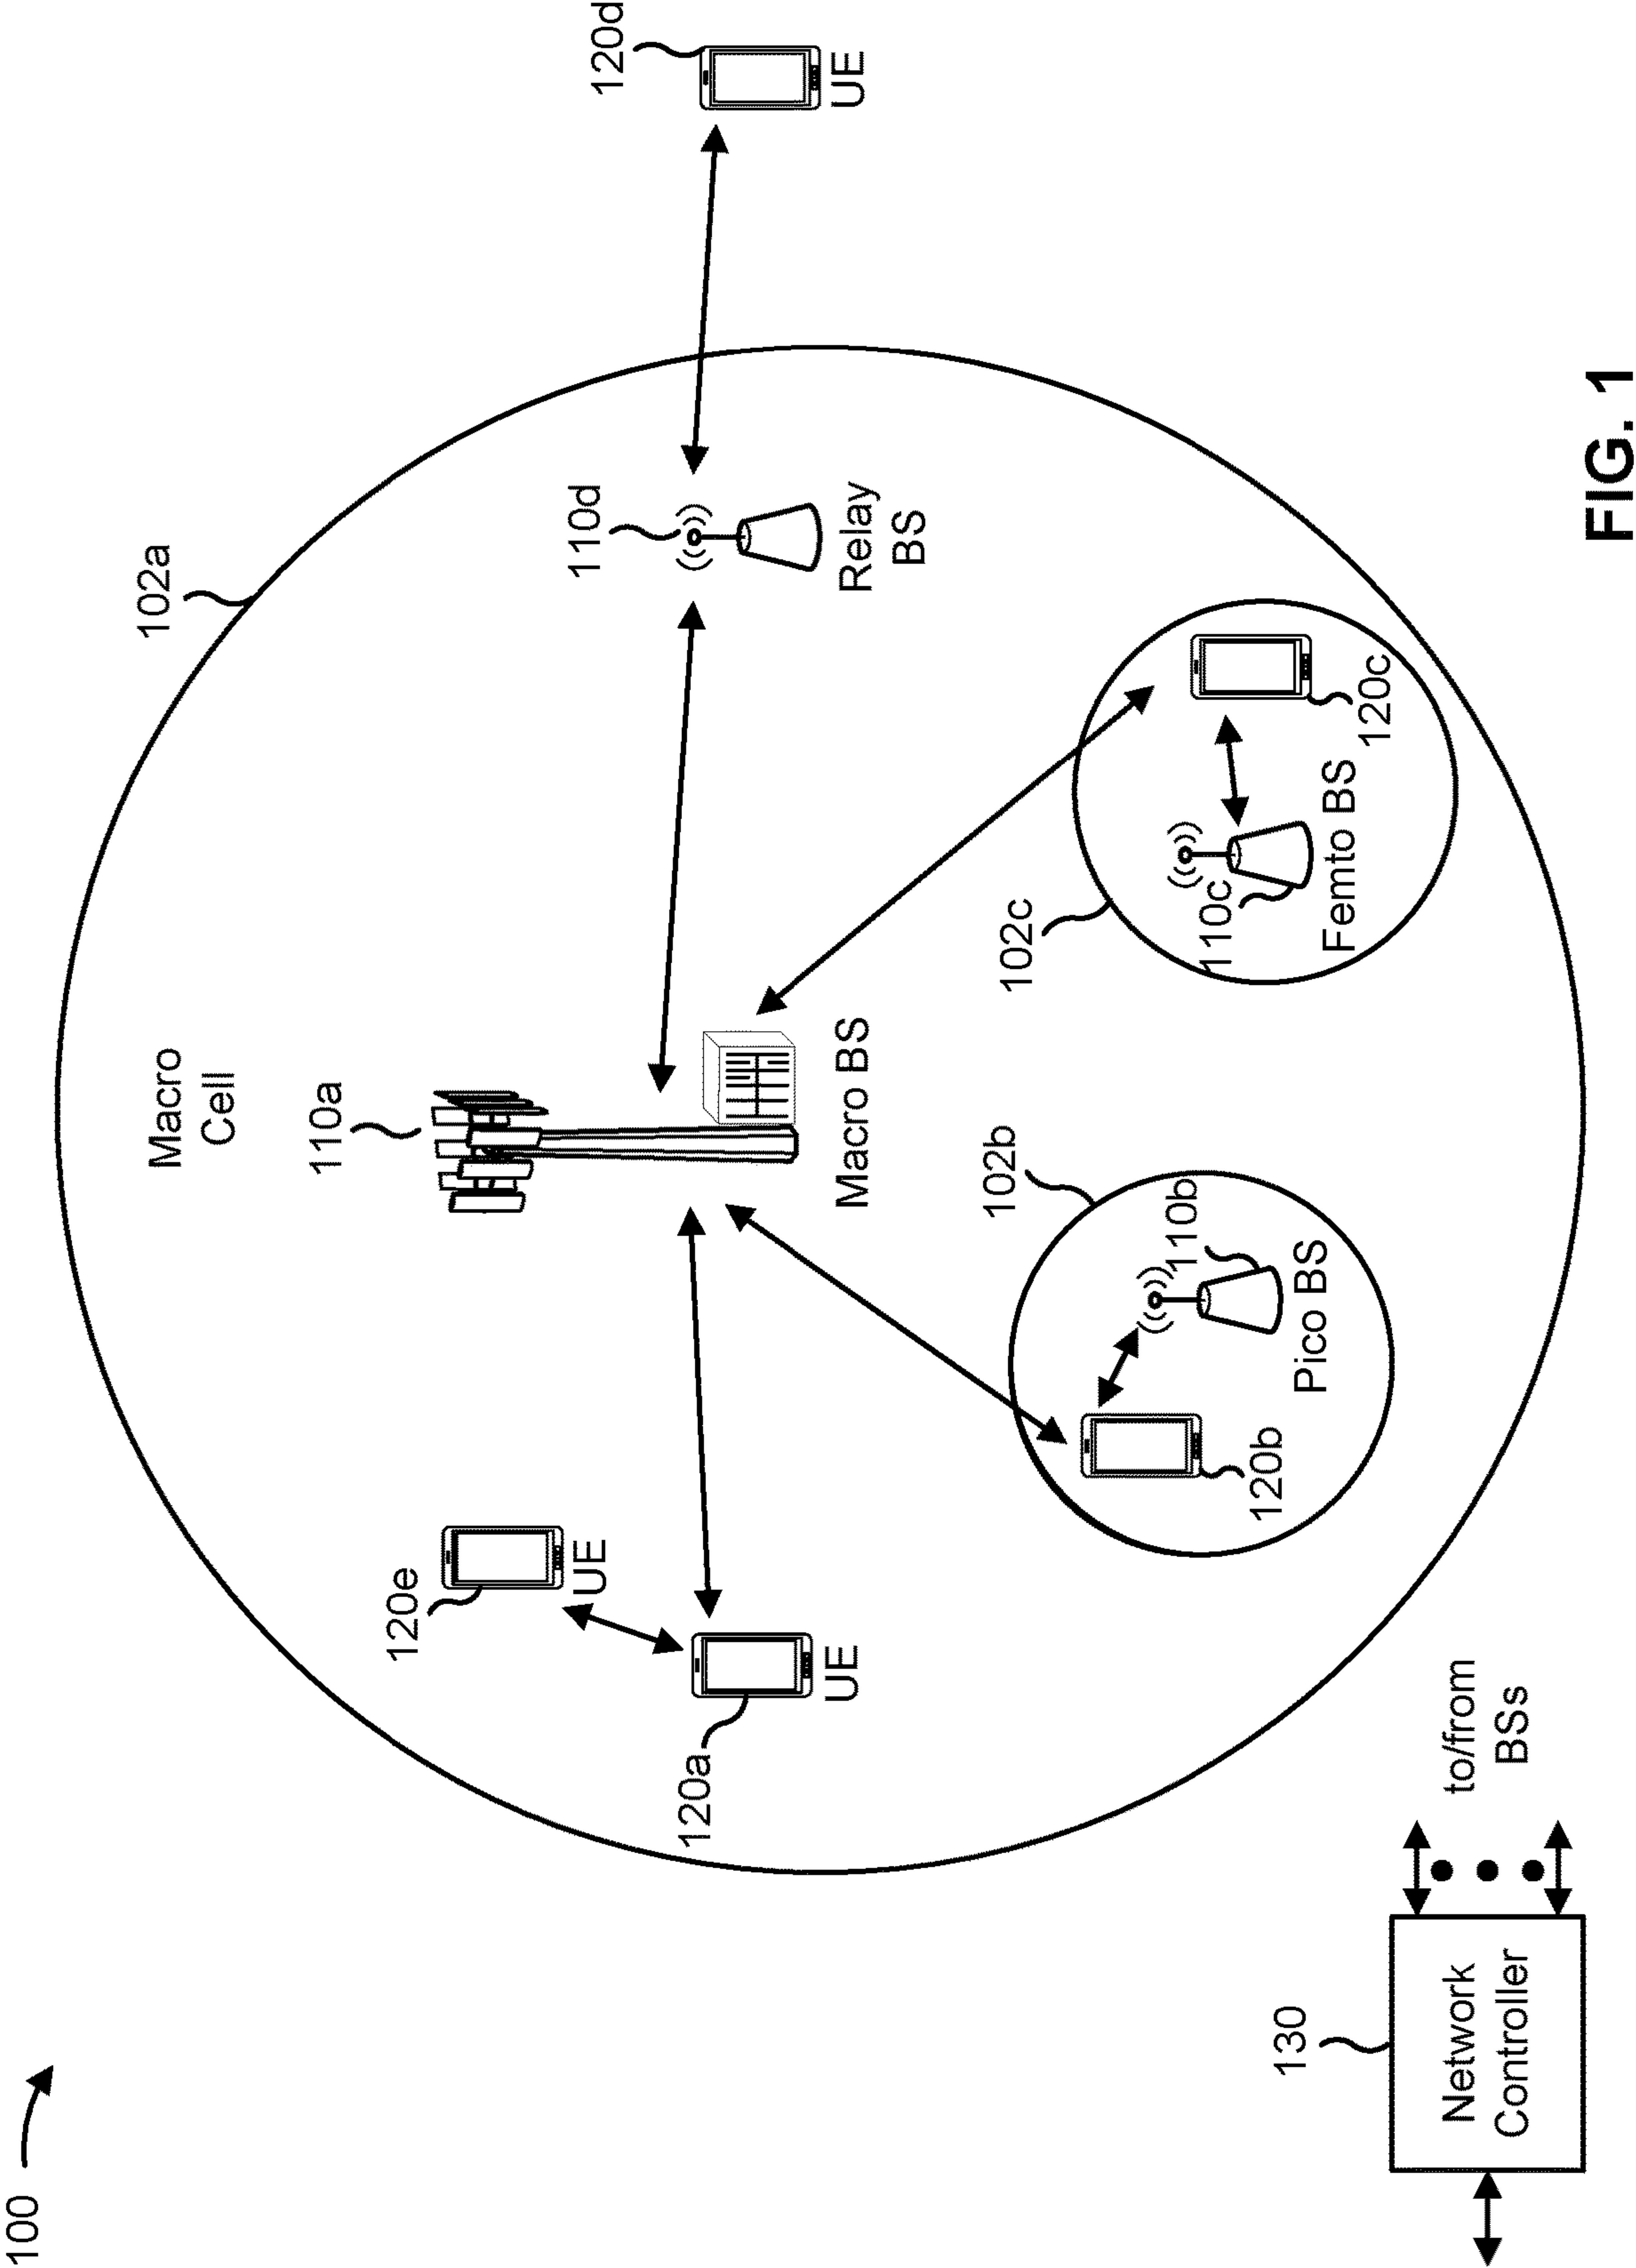 100
102a
Macro
Cell
110a
120d
UE
110d
Relay
BS
120e
UE
120a
UE
Macro BS
102b
110b
Pico BS
120b
102c
110c
Femto BS
120c
130
Network
Controller
to/from
BSs
FIG. 1